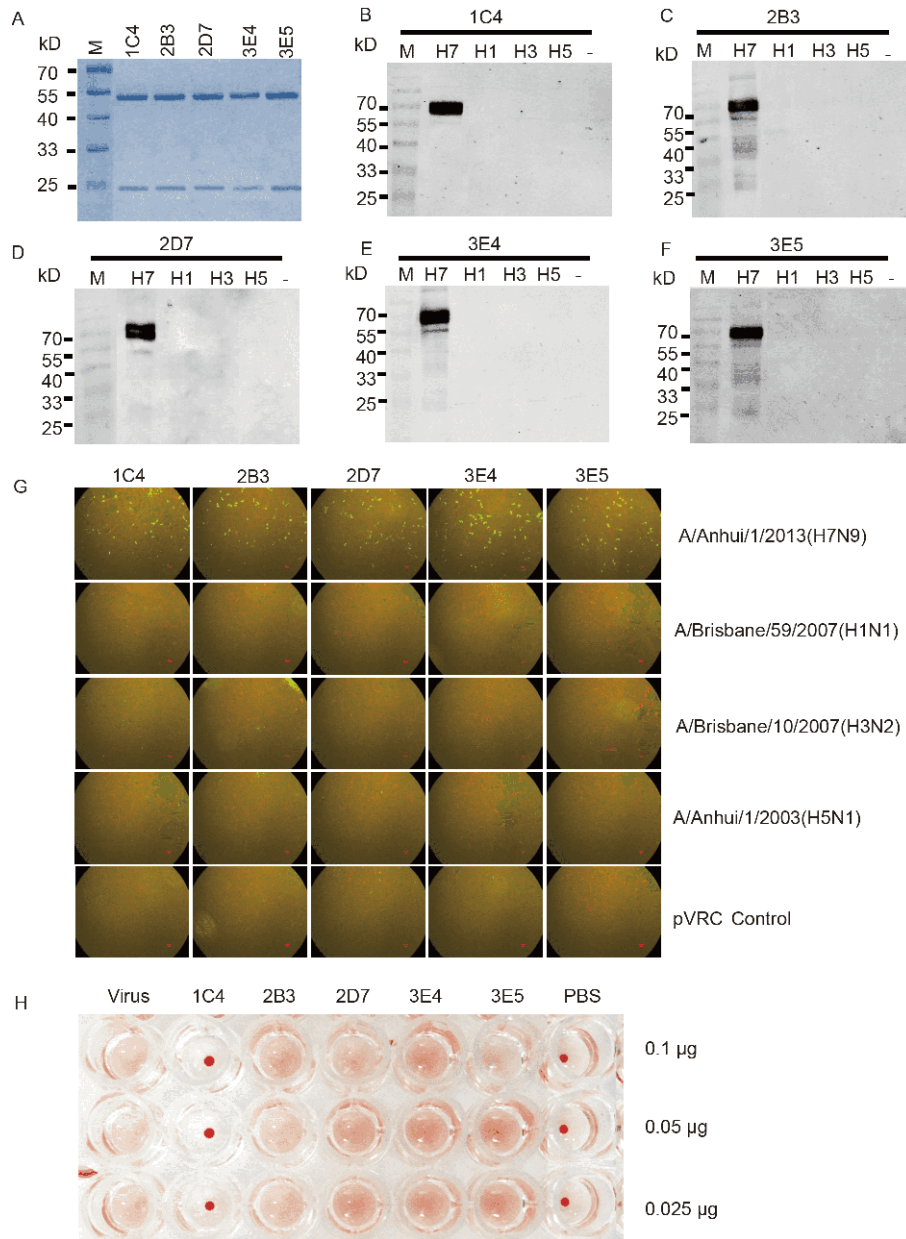 A
kD M 1C4 2B3 2D7 3E4 3E5
70
55
40
33
25
B 1C4
kD M H7 H1 H3 H5 -
70
55
40
33
25
C 2B3
kD M H7 H1 H3 H5 -
70
55
40
33
25
D 2D7
kD M H7 H1 H3 H5 -
70
55
40
33
25
E 3E4
kD M H7 H1 H3 H5 -
70
55
40
33
25
F 3E5
kD M H7 H1 H3 H5 -
70
55
40
33
25
G 1C4 2B3 2D7 3E4 3E5
A/Anhui/1/2013(H7N9)
A/Brisbane/59/2007(H1N1)
A/Brisbane/10/2007(H3N2)
A/Anhui/1/2003(H5N1)
pVRC Control
H Virus 1C4 2B3 2D7 3E4 3E5 PBS
0.1 µg
0.05 µg
0.025 µg